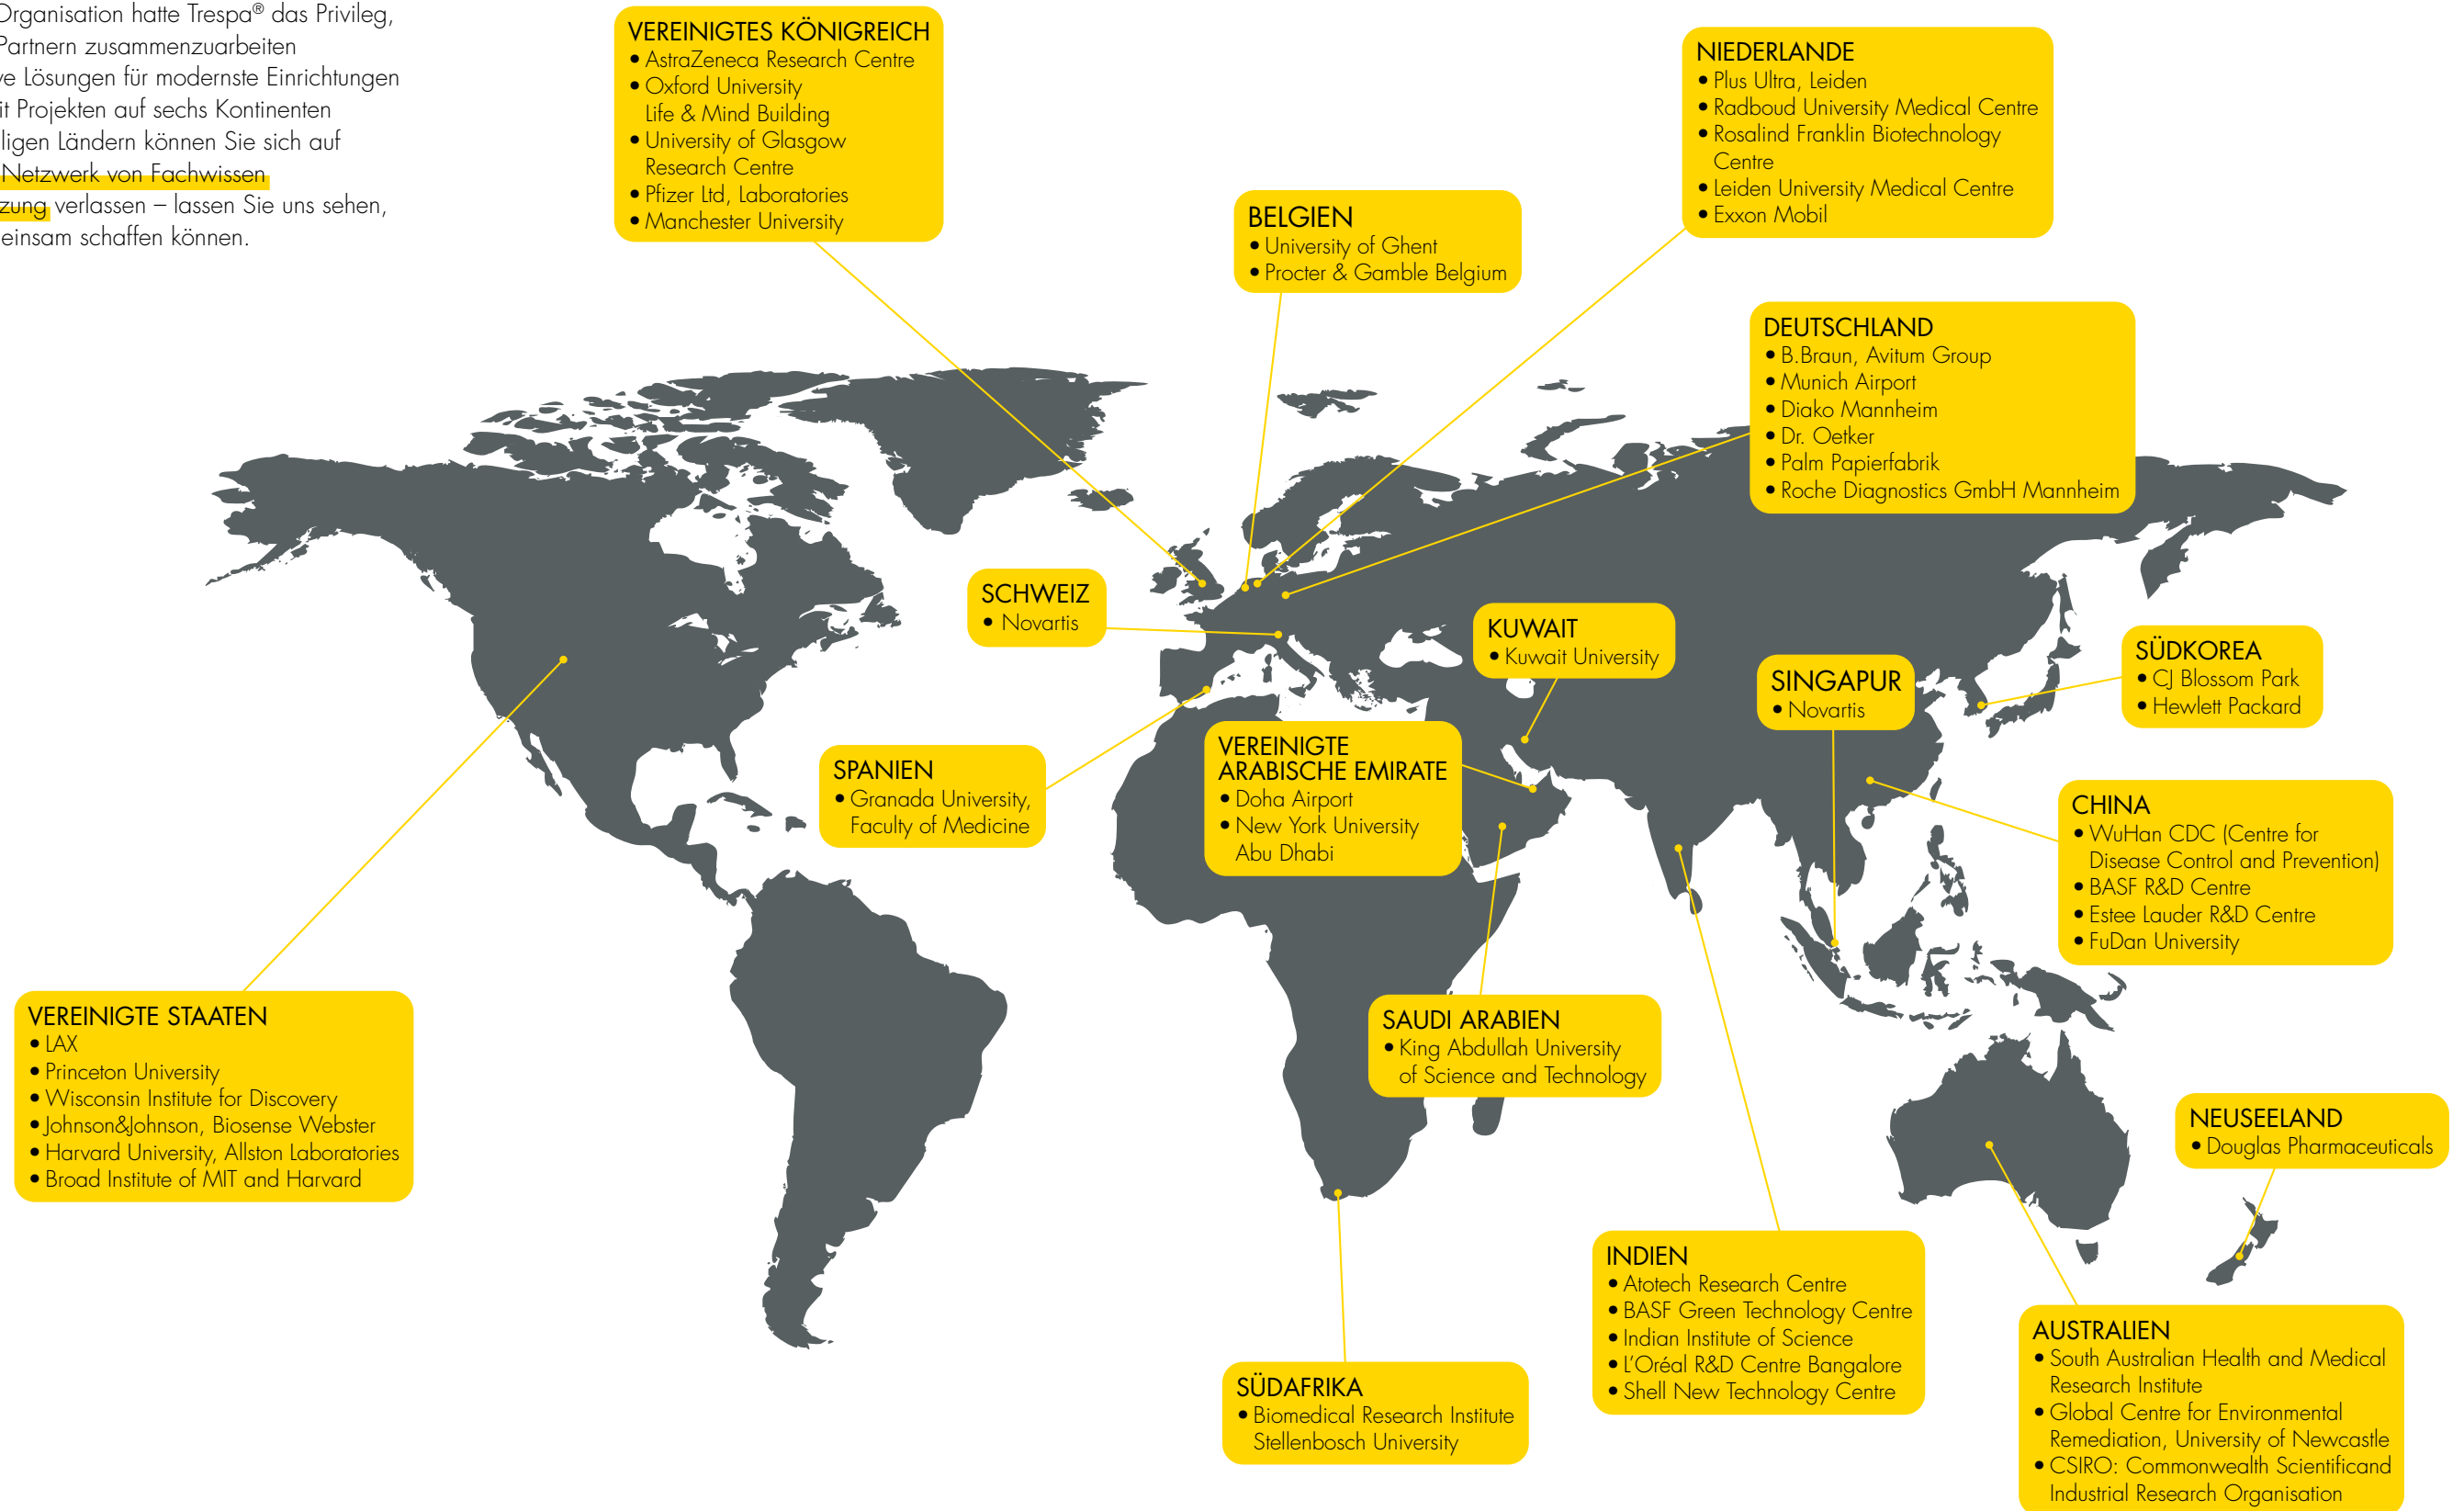 Organisation hatte Trespa® das Privileg,
Partnern zusammenzuarbeiten
ve Lösungen für modernste Einrichtungen
it Projekten auf sechs Kontinenten
ligen Ländern können Sie sich auf
Netzwerk von Fachwissen
zung verlassen – lassen Sie uns sehen,
einsam schaffen können.
VEREINIGTES KÖNIGREICH
• AstraZeneca Research Centre
• Oxford University
Life & Mind Building
• University of Glasgow
Research Centre
• Pfizer Ltd, Laboratories
• Manchester University
NIEDERLANDE
• Plus Ultra, Leiden
• Radboud University Medical Centre
• Rosalind Franklin Biotechnology
Centre
• Leiden University Medical Centre
• Exxon Mobil
BELGIEN
• University of Ghent
• Procter & Gamble Belgium
DEUTSCHLAND
• B.Braun, Avitum Group
• Munich Airport
• Diako Mannheim
• Dr. Oetker
• Palm Papierfabrik
• Roche Diagnostics GmbH Mannheim
SCHWEIZ
• Novartis
KUWAIT
• Kuwait University
SINGAPUR
• Novartis
SÜDKOREA
• CJ Blossom Park
• Hewlett Packard
SPANIEN
• Granada University,
Faculty of Medicine
VEREINIGTE
ARABISCHE EMIRATE
• Doha Airport
• New York University
Abu Dhabi
CHINA
• WuHan CDC (Centre for
Disease Control and Prevention)
• BASF R&D Centre
• Estee Lauder R&D Centre
• FuDan University
VEREINIGTE STAATEN
• LAX
• Princeton University
• Wisconsin Institute for Discovery
• Johnson&Johnson, Biosense Webster
• Harvard University, Allston Laboratories
• Broad Institute of MIT and Harvard
SAUDI ARABIEN
• King Abdullah University
of Science and Technology
NEUSEELAND
• Douglas Pharmaceuticals
INDIEN
• Atotech Research Centre
• BASF Green Technology Centre
• Indian Institute of Science
• L'Oréal R&D Centre Bangalore
• Shell New Technology Centre
SÜDAFRIKA
• Biomedical Research Institute
Stellenbosch University
AUSTRALIEN
• South Australian Health and Medical
Research Institute
• Global Centre for Environmental
Remediation, University of Newcastle
• CSIRO: Commonwealth Scientificand
Industrial Research Organisation